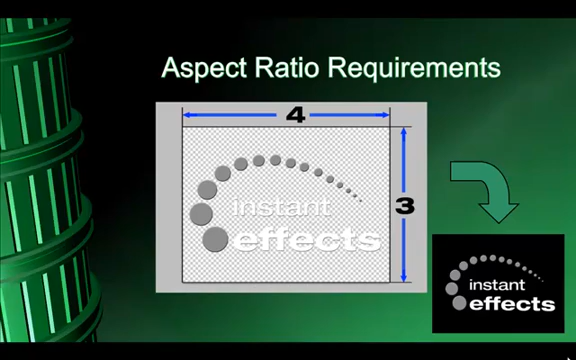 Aspect Ratio Requirements
4
instant
effects
3
instant
effects